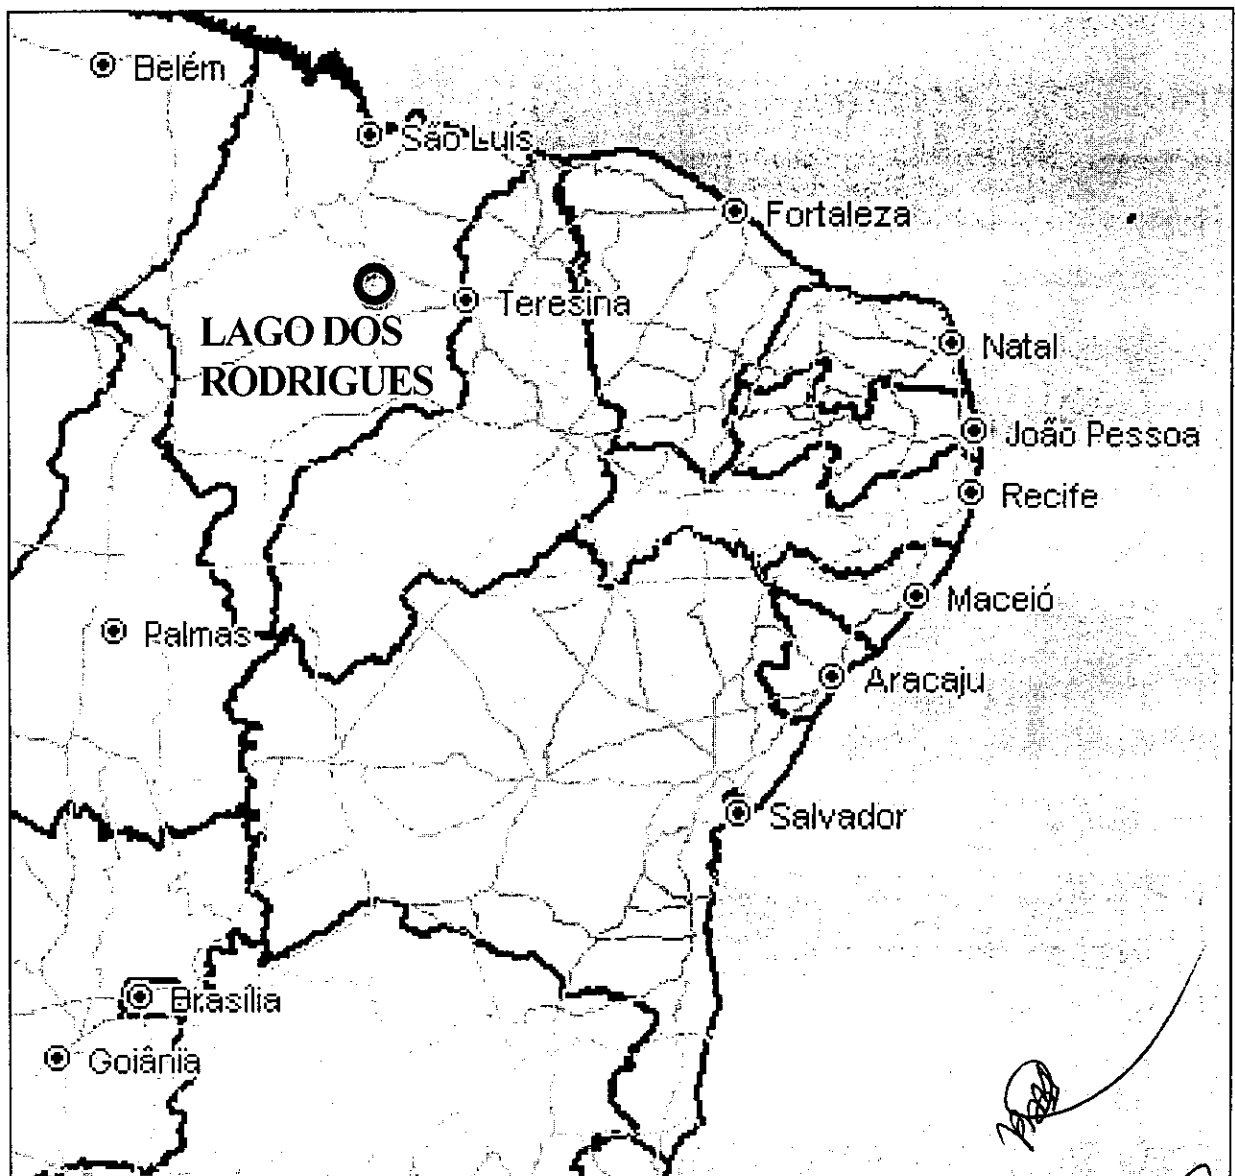 Belém
São Luís
Fortaleza
Teresina
LAGO DOS
RODRIGUES
Natal
João Pessoa
Recife
Maceió
Palmas
Aracaju
Salvador
Brasília
Goiânia